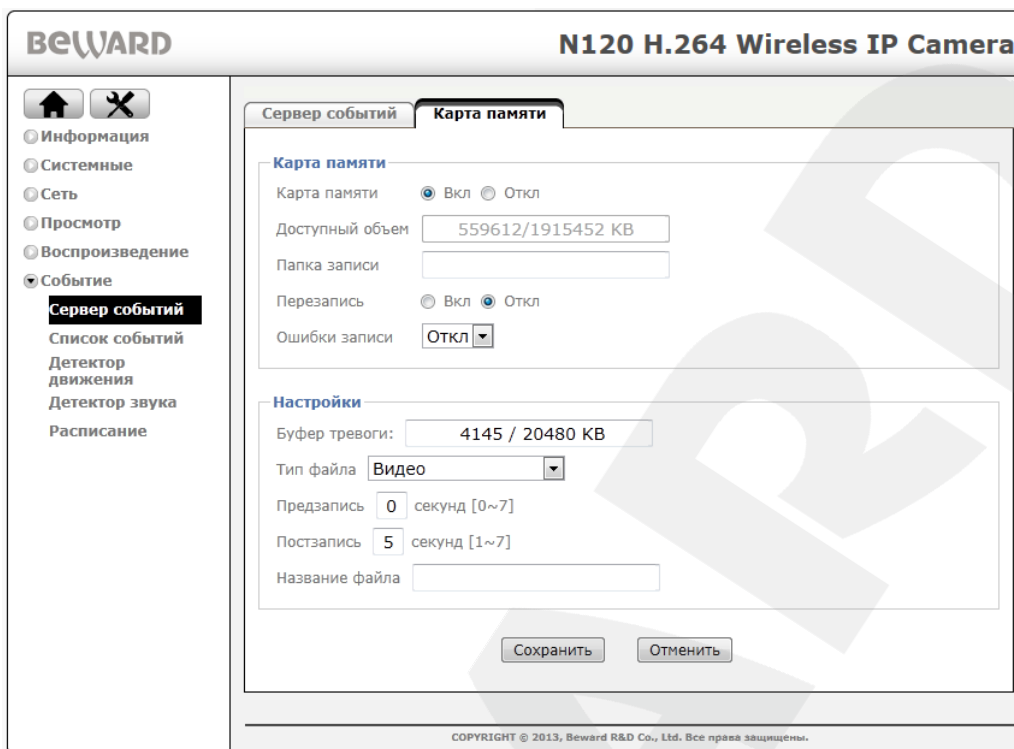 BEWARD
N120 H.264 Wireless IP Camera
Информация
Системные
Сеть
Просмотр
Воспроизведение
Событие
Сервер событий
Список событий
Детектор
движения
Детектор звука
Расписание
Сервер событий
Карта памяти
Карта памяти
Карта памяти Вкл Откл
Доступный объем 559612/1915452 KB
Папка записи
Перезапись Вкл Откл
Ошибки записи Откл
Настройки
Буфер тревоги: 4145 / 20480 KB
Тип файла Видео
Предзапись 0 секунд [0~7]
Постзапись 5 секунд [1~7]
Название файла
Сохранить Отменить
COPYRIGHT © 2013, Beward R&D Co., Ltd. Все права защищены.